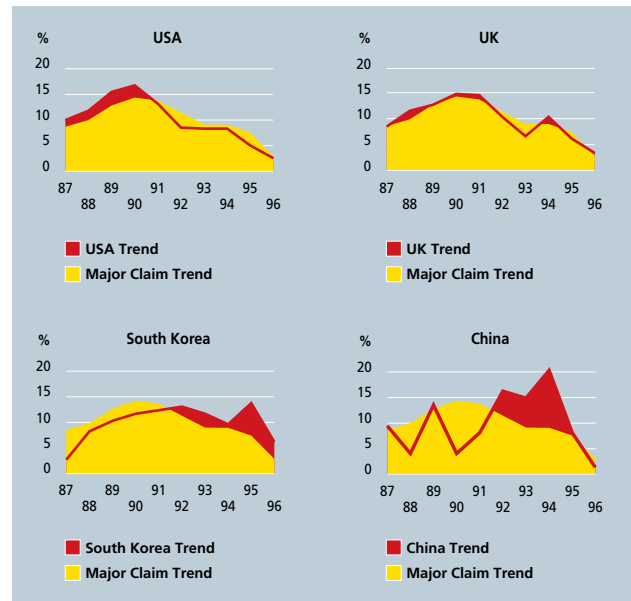 USA
%
20
15
10
5
0
87 89 91 93 95
88 90 92 94 96
USA Trend
Major Claim Trend
UK
%
20
15
10
5
0
87 89 91 93 95
88 90 92 94 96
UK Trend
Major Claim Trend
South Korea
%
20
15
10
5
0
87 89 91 93 95
88 90 92 94 96
South Korea Trend
Major Claim Trend
China
%
20
15
10
5
0
87 89 91 93 95
88 90 92 94 96
China Trend
Major Claim Trend